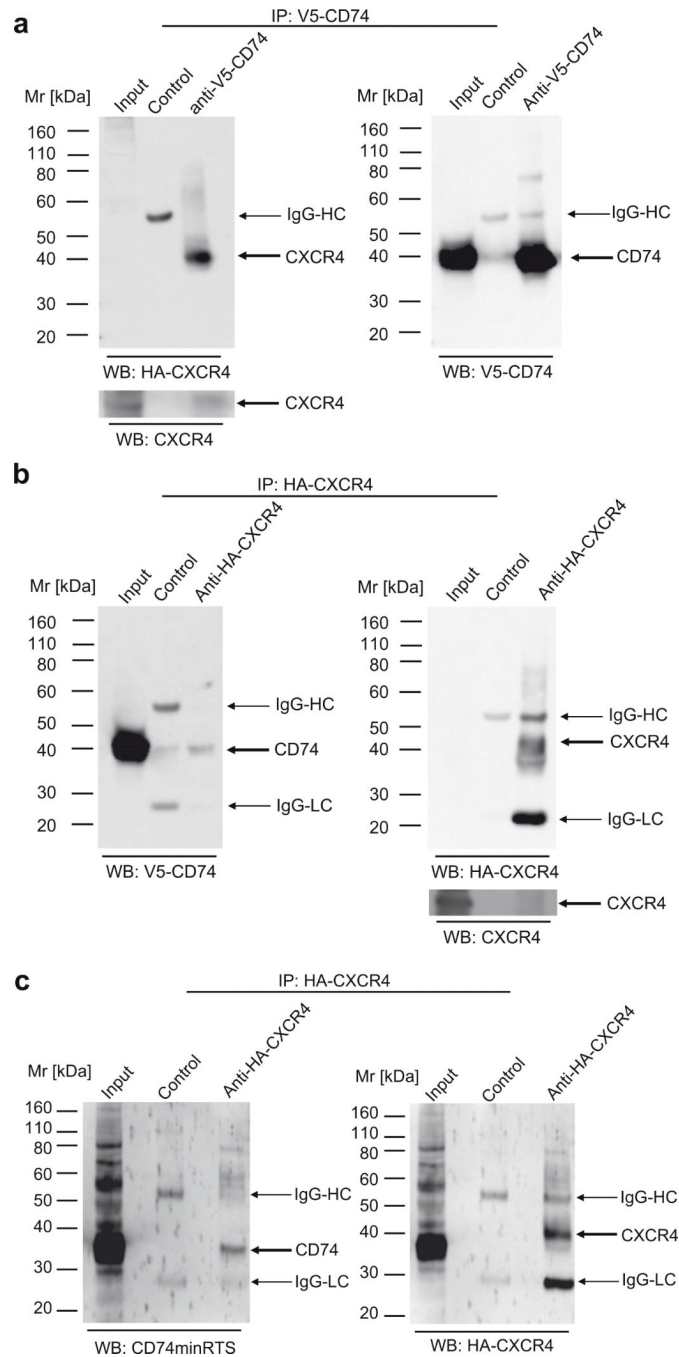 a
IP: V5-CD74
Mr [kDa] Input Control anti-V5-CD74
160
110
80
60
50
40
30
20
IgG-HC
CXCR4
WB: HA-CXCR4
CXCR4
WB: CXCR4
Mr [kDa] Input Control Anti-V5-CD74
160
110
80
60
50
40
30
20
IgG-HC
CD74
WB: V5-CD74
b
IP: HA-CXCR4
Mr [kDa] Input Control Anti-HA-CXCR4
160
110
80
60
50
40
30
20
IgG-HC
CD74
IgG-LC
WB: V5-CD74
Mr [kDa] Input Control Anti-HA-CXCR4
160
110
80
60
50
40
30
20
IgG-HC
CXCR4
IgG-LC
WB: HA-CXCR4
CXCR4
WB: CXCR4
c
IP: HA-CXCR4
Mr [kDa] Input Control Anti-HA-CXCR4
160
110
80
60
50
40
30
20
IgG-HC
CD74
IgG-LC
WB: CD74minRTS
Mr [kDa] Input Control Anti-HA-CXCR4
160
110
80
60
50
40
30
20
IgG-HC
CXCR4
IgG-LC
WB: HA-CXCR4